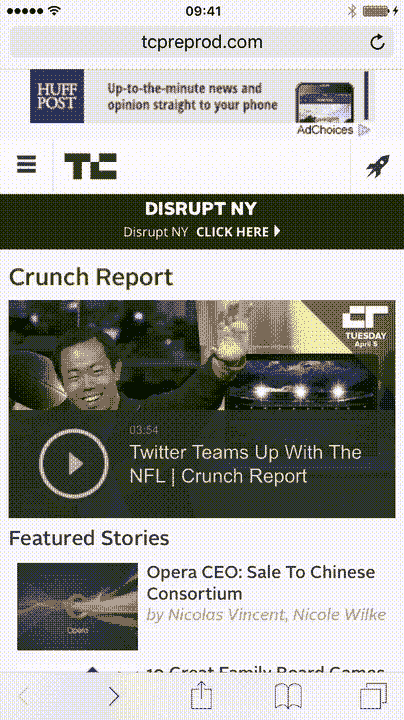 09:41
tcpreprod.com
HUFF
POST
Up-to-the-minute news and
opinion straight to your phone
AdChoices
TC
DISRUPT NY
Disrupt NY CLICK HERE
Crunch Report
cr
TUESDAY
April 5
03:54
Twitter Teams Up With The
NFL | Crunch Report
Featured Stories
Opera CEO: Sale To Chinese
Consortium
by Nicolas Vincent, Nicole Wilke
Opera
10 Great Family Board Games